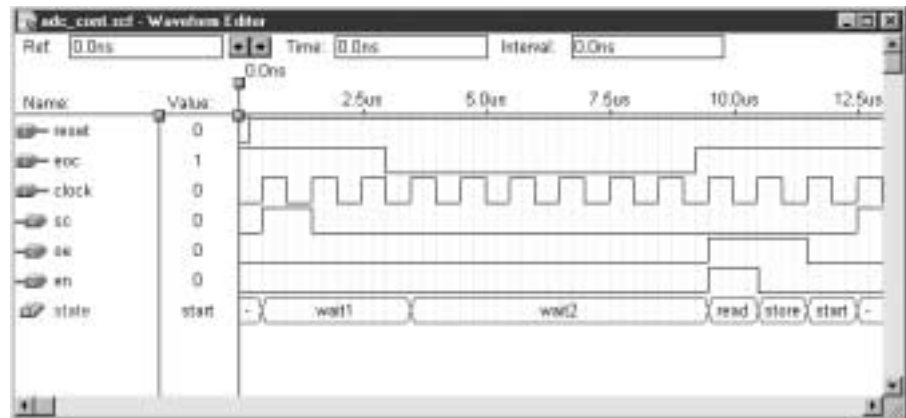 adc_cont.scf - Waveform Editor
Ref: 0.0ns Time: 0.0ns Interval: 0.0ns
0.0ns
Name: Value: 2.5us 5.0us 7.5us 10.0us 12.5us
reset 0
eoc 1
clock 0
sc 0
oe 0
en 0
state start - wait1 wait2 read store start -